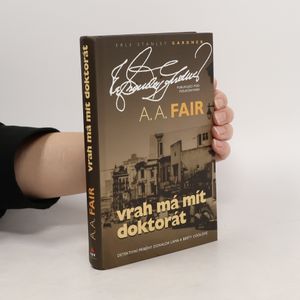 ERLE STANLEY GARDNER
A. A. FAIR
vrah má mít
doktorát
DETEKTIVNÍ PŘÍBĚHY DONALDA LAMA A BERTY COOLOVÉ
A. A. FAIR vrah má mít doktorát